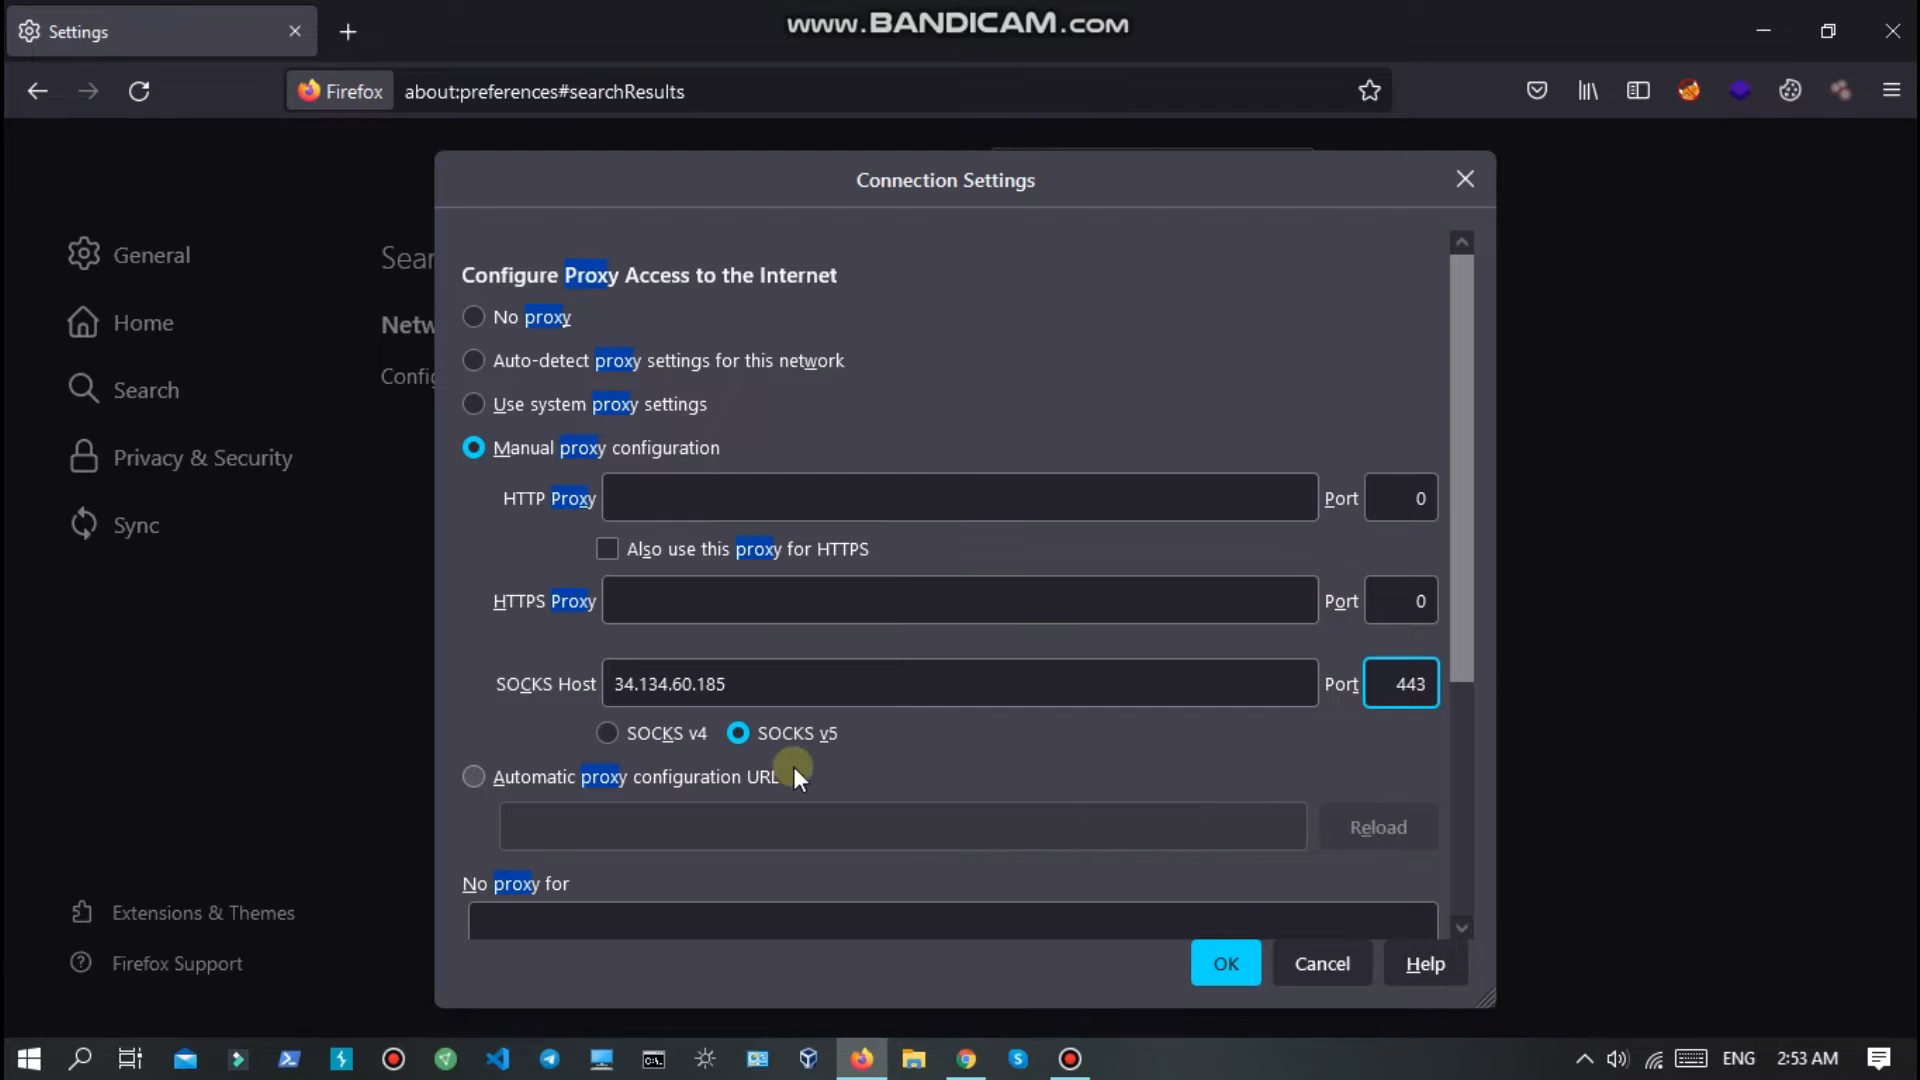 Settings
www.BANDICAM.com
Firefox
about:preferences#searchResults
Connection Settings
General
Home
Search
Privacy & Security
Sync
Extensions & Themes
Firefox Support
Sear
Netw
Config
Configure Proxy Access to the Internet
No proxy
Auto-detect proxy settings for this network
Use system proxy settings
Manual proxy configuration
HTTP Proxy
Port
0
Also use this proxy for HTTPS
HTTPS Proxy
Port
0
SOCKS Host
34.134.60.185
Port
443
SOCKS v4
SOCKS v5
Automatic proxy configuration URL
Reload
No proxy for
OK
Cancel
Help
ENG
2:53 AM